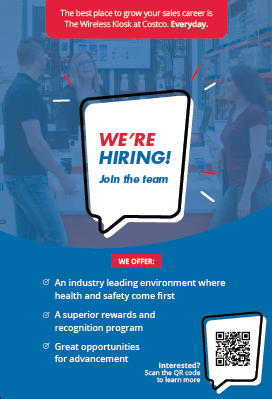 The best place to grow your sales career is
The Wireless Kiosk at Costco. Everyday.
WE'RE
HIRING!
Join the team
WE OFFER:
An industry leading environment where
health and safety come first
A superior rewards and
recognition program
Great opportunities
for advancement
Interested?
Scan the QR code
to learn more